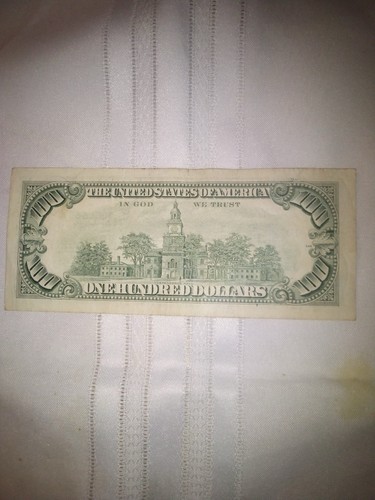 100 100
THE UNITED STATES OF AMERICA
IN GOD WE TRUST
100 100
ONE HUNDRED DOLLARS